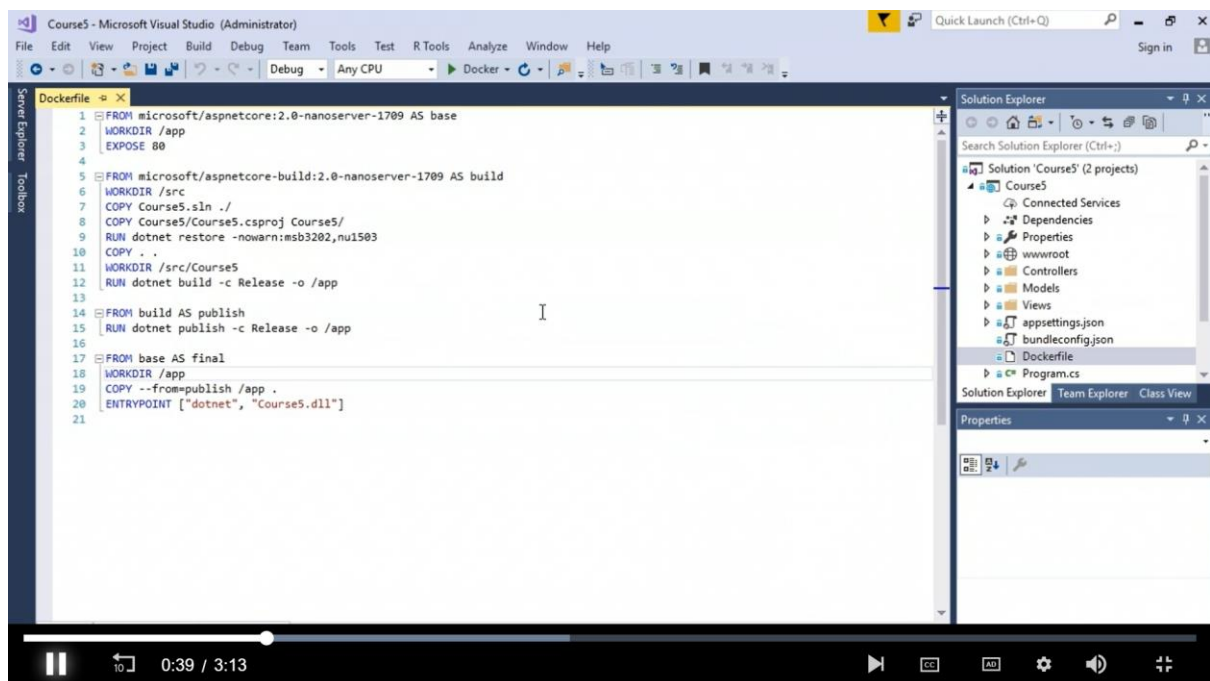 Course5 - Microsoft Visual Studio (Administrator)
Quick Launch (Ctrl+Q)
File Edit View Project Build Debug Team Tools Test R Tools Analyze Window Help
Sign in
Debug Any CPU Docker
Server Explorer
Toolbox
Dockerfile
1 FROM microsoft/aspnetcore:2.0-nanoserver-1709 AS base
2 WORKDIR /app
3 EXPOSE 80
4
5 FROM microsoft/aspnetcore-build:2.0-nanoserver-1709 AS build
6 WORKDIR /src
7 COPY Course5.sln ./
8 COPY Course5/Course5.csproj Course5/
9 RUN dotnet restore -nowarn:msb3202,nu1503
10 COPY . .
11 WORKDIR /src/Course5
12 RUN dotnet build -c Release -o /app
13
14 FROM build AS publish
15 RUN dotnet publish -c Release -o /app
16
17 FROM base AS final
18 WORKDIR /app
19 COPY --from=publish /app .
20 ENTRYPOINT ["dotnet", "Course5.dll"]
21
Solution Explorer
Search Solution Explorer (Ctrl+;)
Solution 'Course5' (2 projects)
Course5
Connected Services
Dependencies
Properties
wwwroot
Controllers
Models
Views
appsettings.json
bundleconfig.json
Dockerfile
C# Program.cs
Solution Explorer Team Explorer Class View
Properties
10 0:39 / 3:13
CC AD